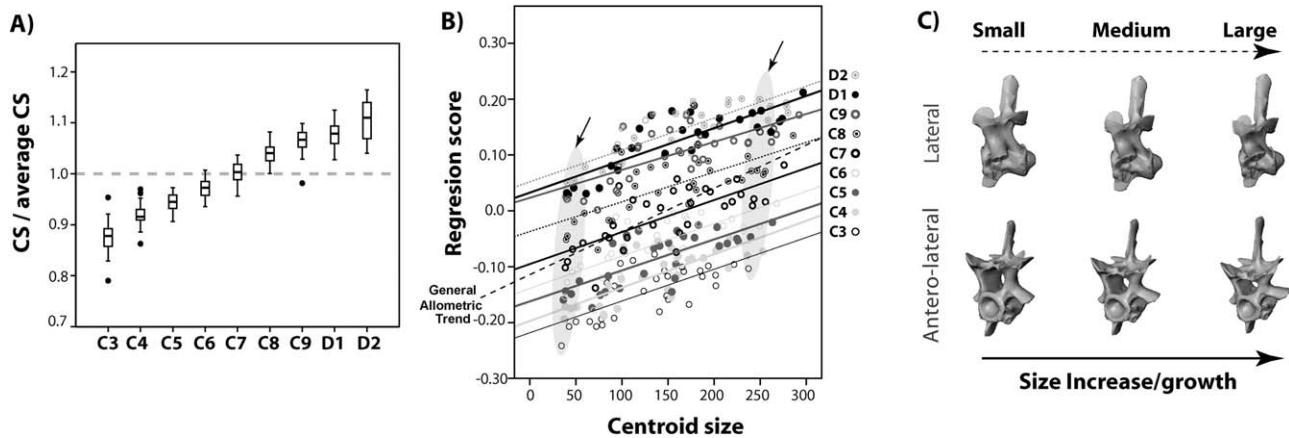 A)
CS / average CS
1.2
1.1
1.0
0.9
0.8
0.7
C3 C4 C5 C6 C7 C8 C9 D1 D2
B)
Regresion score
0.30
0.20
0.10
0.0
-0.10
-0.20
-0.30
General
Allometric
Trend
0 50 100 150 200 250 300
Centroid size
D2
D1
C9
C8
C7
C6
C5
C4
C3
C)
Small Medium Large
Lateral
Antero-lateral
Size Increase/growth